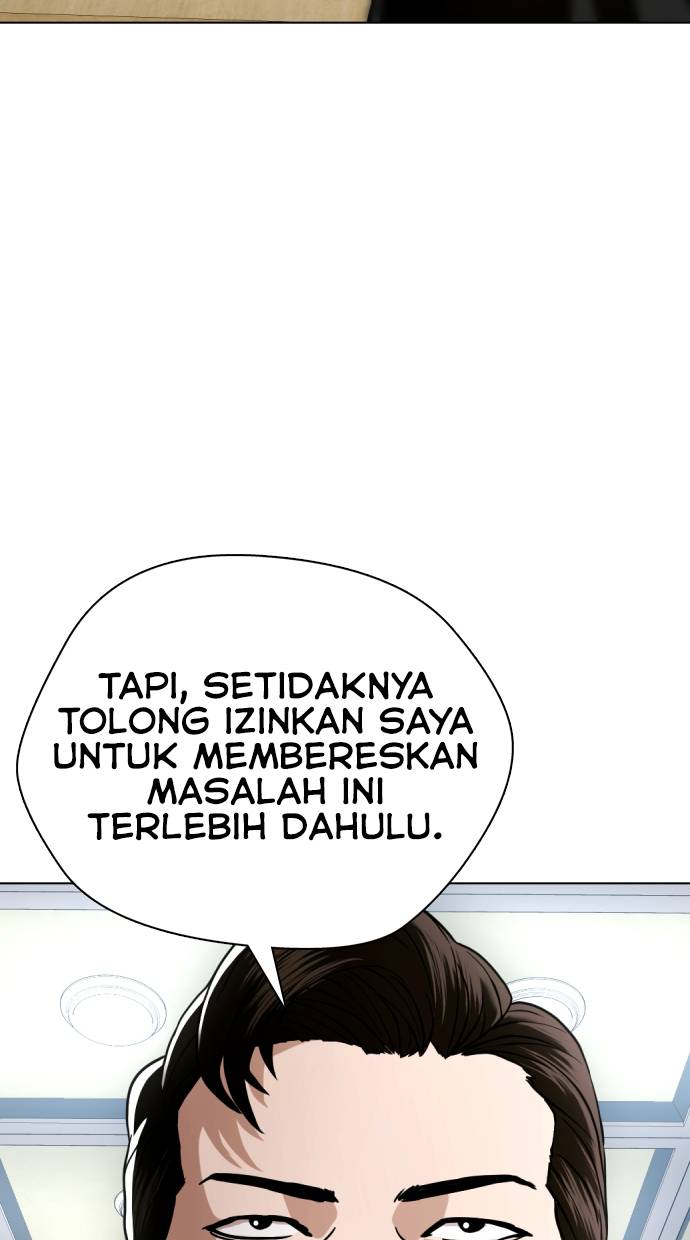 TAPI, SETIDAKNYA
TOLONG IZINKAN SAYA
UNTUK MEMBERESKAN
MASALAH INI
TERLEBIH DAHULU.